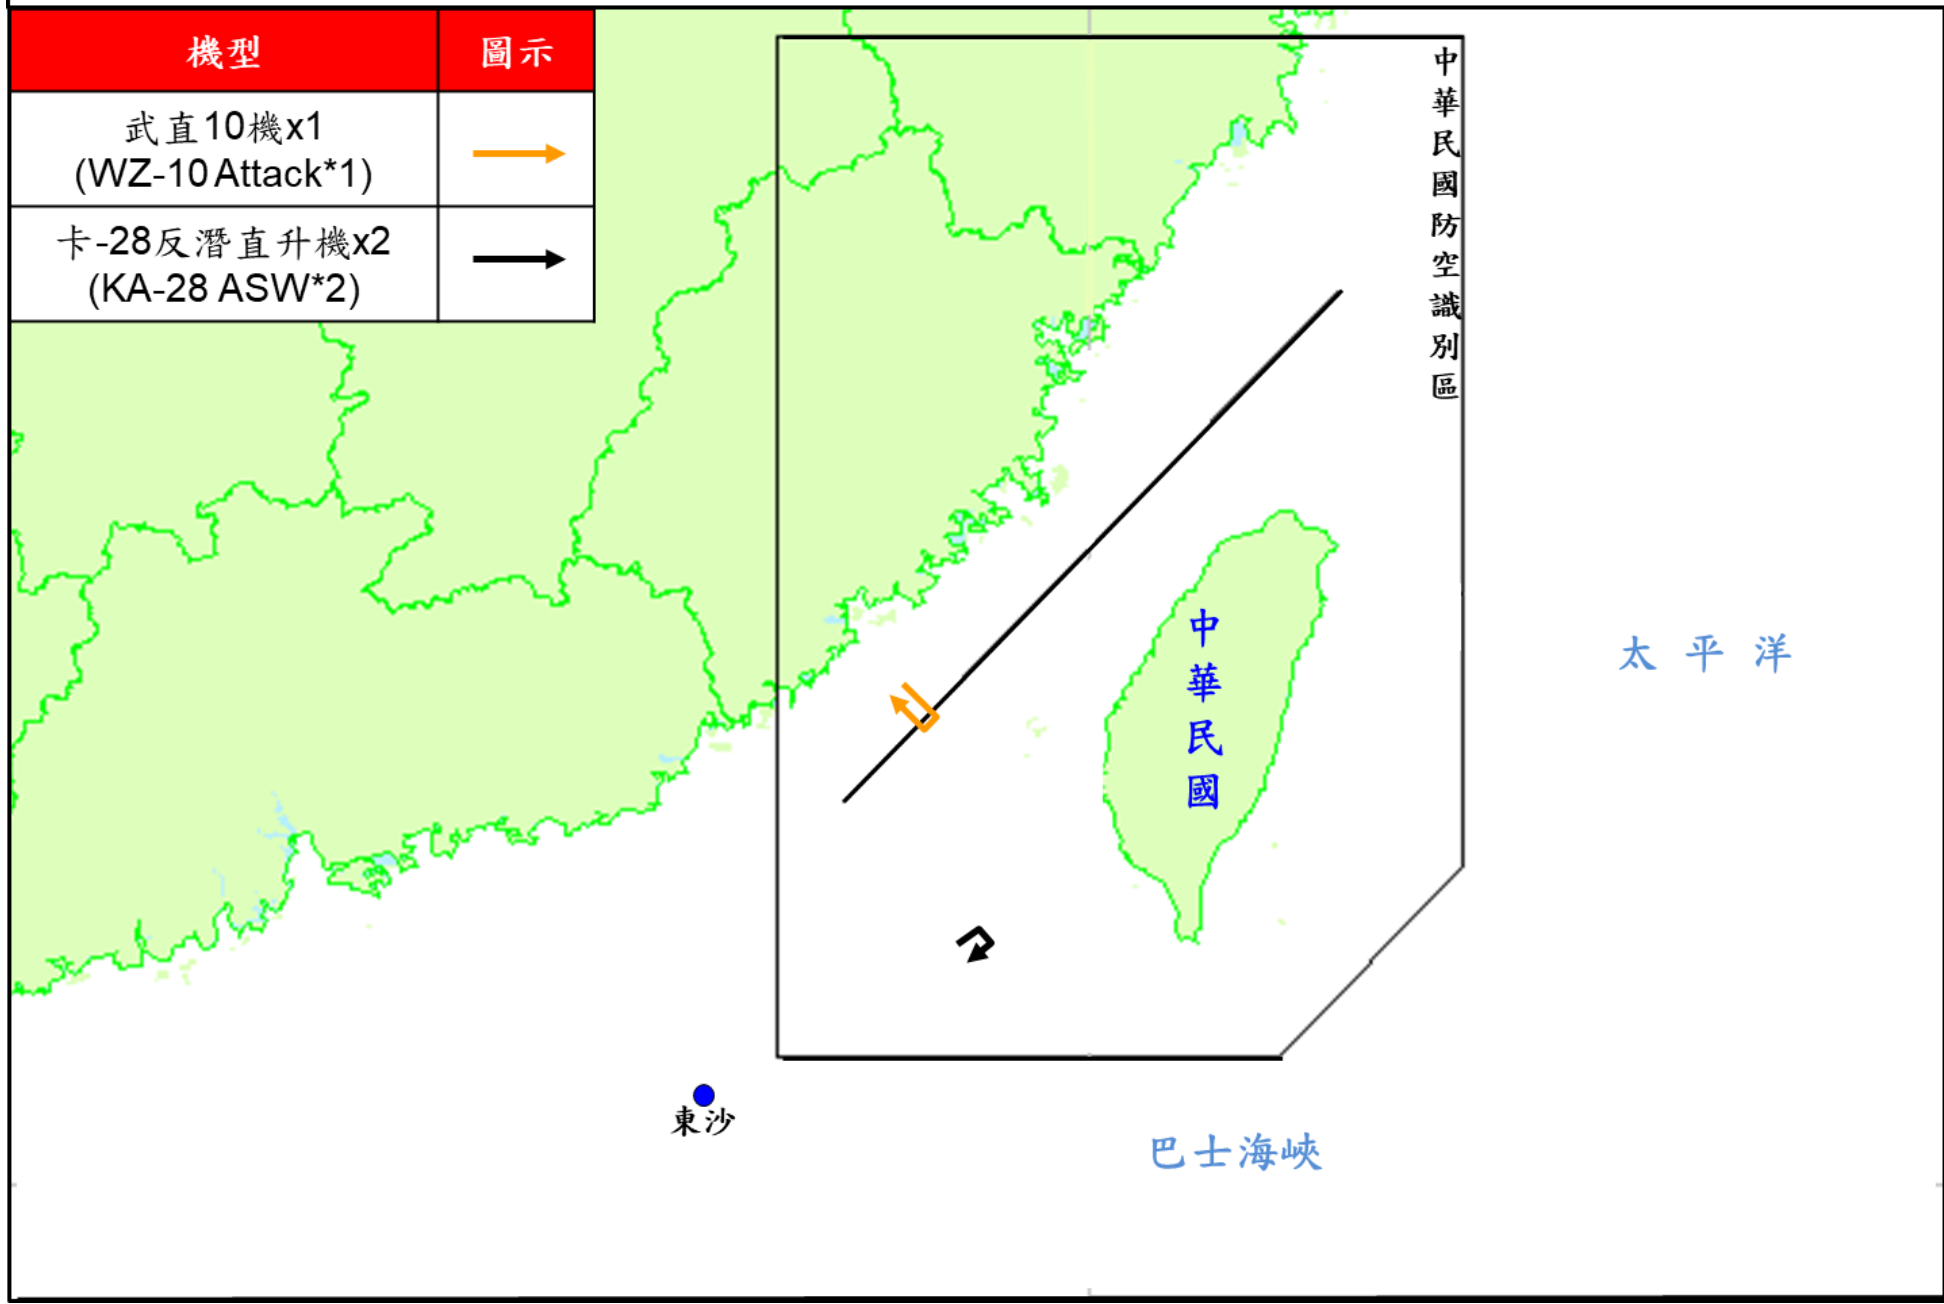 機型 圖示
武直10機x1
(WZ-10 Attack*1)
卡-28反潛直升機x2
(KA-28 ASW*2)
中華民國防空識別區
中華民國
太平洋
東沙
巴士海峽